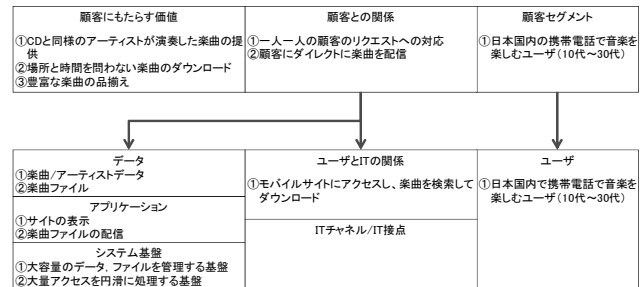 顧客にもたらす価値
①CDと同様のアーティストが演奏した楽曲の提
供
②場所と時間を問わない楽曲のダウンロード
③豊富な楽曲の品揃え
顧客との関係
①一人一人の顧客のリクエストへの対応
②顧客にダイレクトに楽曲を配信
顧客セグメント
①日本国内の携帯電話で音楽を
楽しむユーザ(10代～30代)
データ
①楽曲/アーティストデータ
②楽曲ファイル
アプリケーション
①サイトの表示
②楽曲ファイルの配信
システム基盤
①大容量のデータ，ファイルを管理する基盤
②大量アクセスを円滑に処理する基盤
ユーザとITの関係
①モバイルサイトにアクセスし、楽曲を検索して
ダウンロード
ITチャネル/IT接点
ユーザ
①日本国内で携帯電話で音楽を
楽しむユーザ(10代～30代)